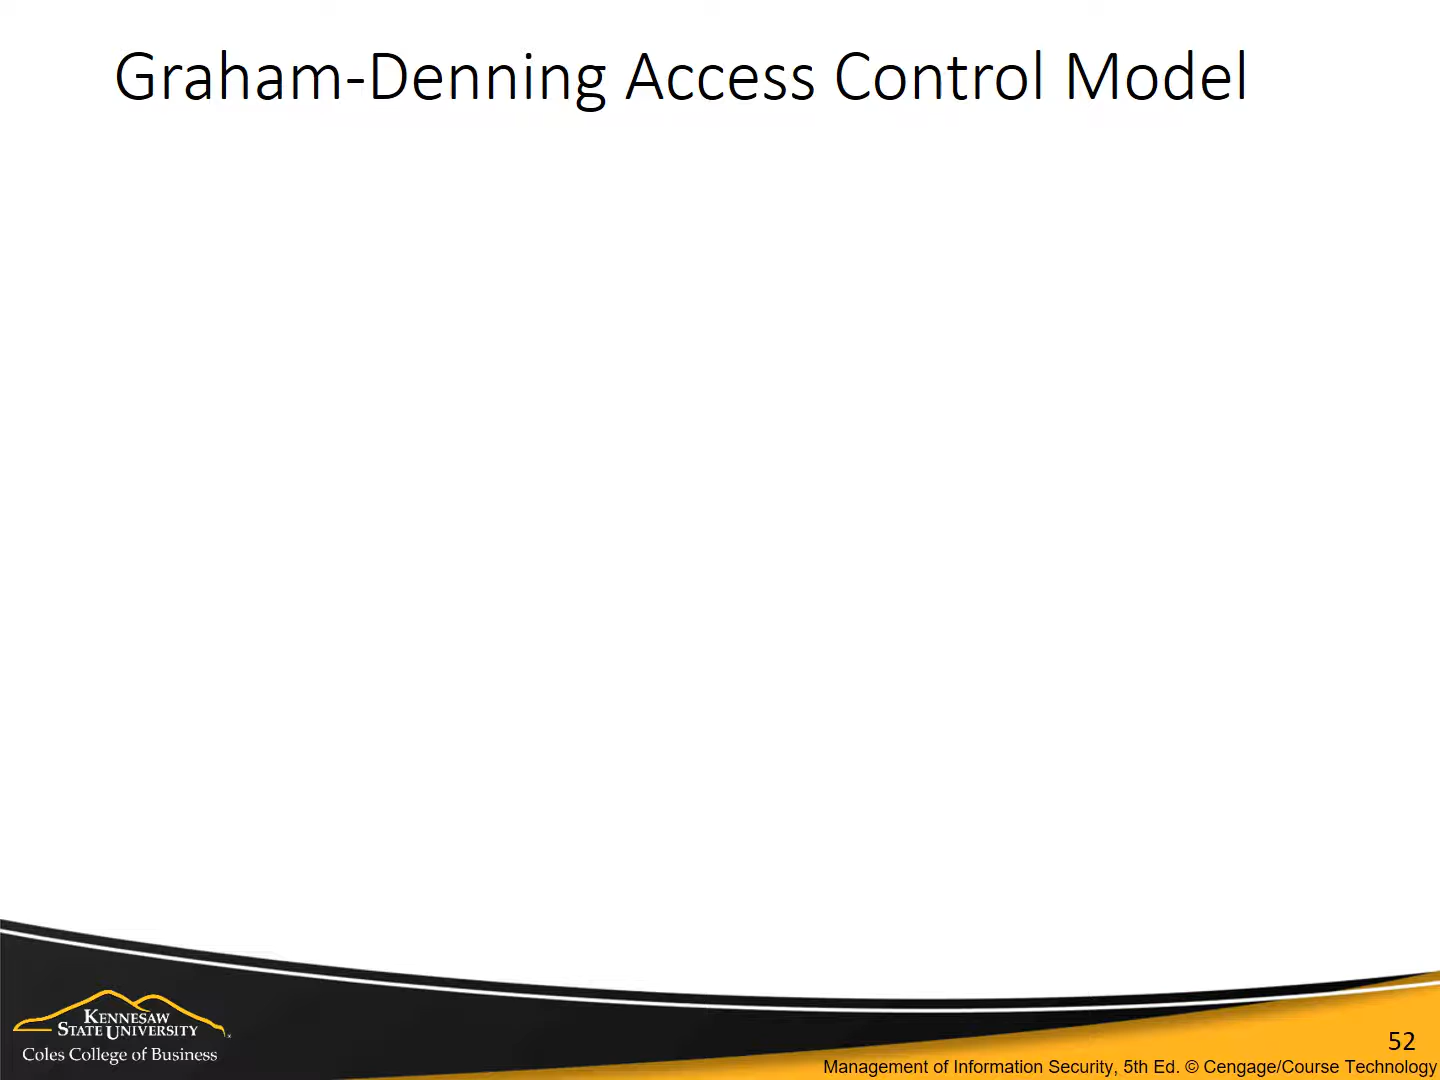 Graham-Denning Access Control Model
KENNESAW
STATE UNIVERSITY
Coles College of Business
52
Management of Information Security, 5th Ed. © Cengage/Course Technology